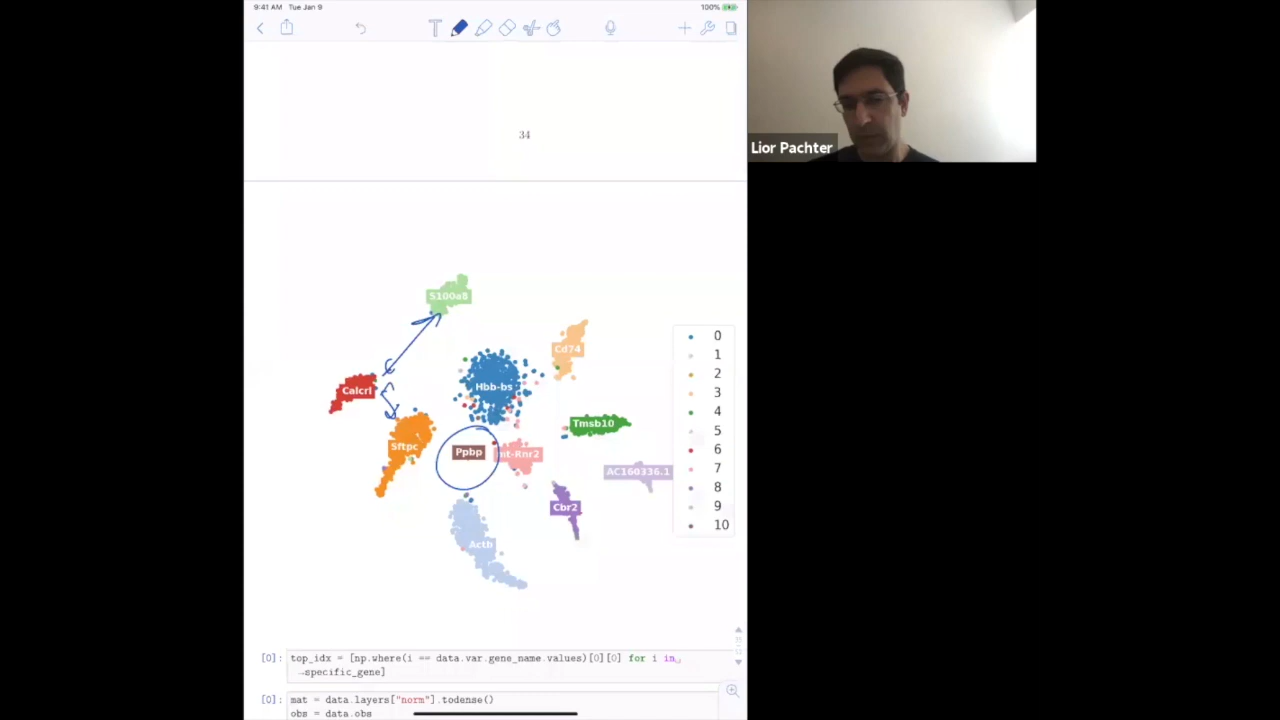 9:41 AM Tue Jan 9
100%
T
Lior Pachter
34
S100a8
Cd74
Hbb-bs
Calcrl
Tmsb10
Sftpc
Ppbp
mt-Rnr2
AC160336.1
Cbr2
Actb
0
1
2
3
4
5
6
7
8
9
10
[0]: top_idx = [np.where(i == data.var.gene_name.values)[0][0] for i in
→specific_gene]
[0]: mat = data.layers["norm"].todense()
obs = data.obs